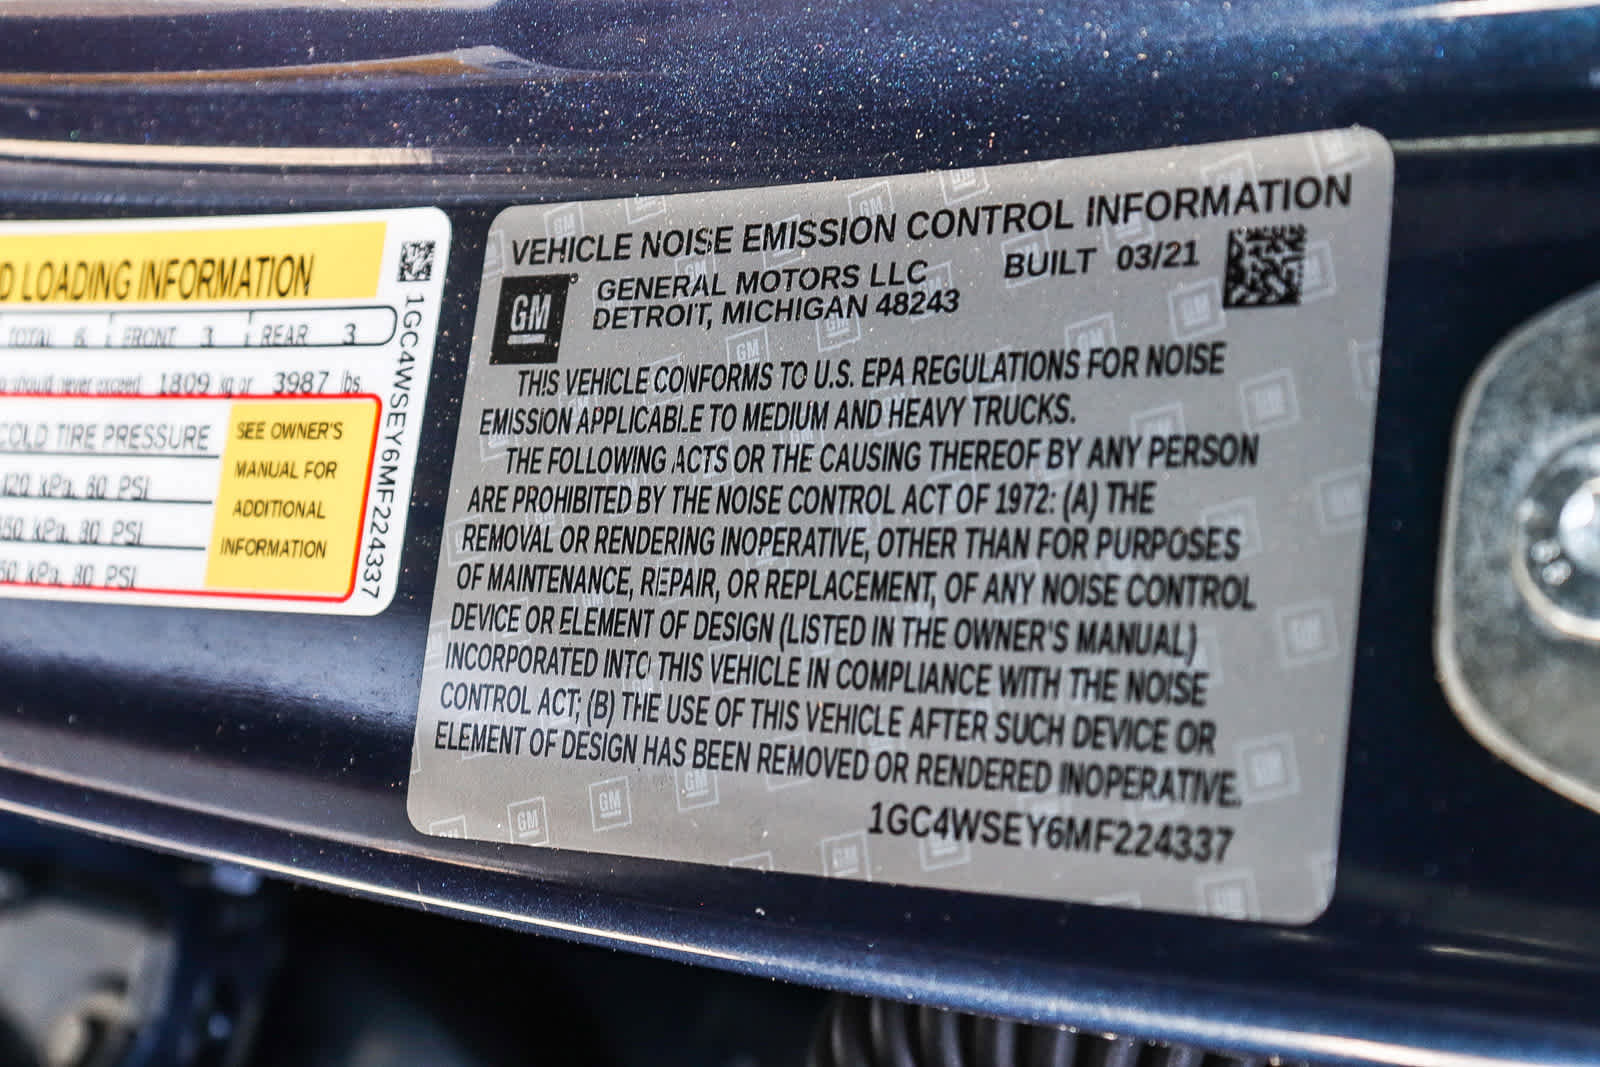 D LOADING INFORMATION
TOTAL 6 FRONT 3 REAR 3
should never exceed 1809 kg or 3987 lbs.
COLD TIRE PRESSURE
420 kPa, 60 PSI
kPa, 80 PSI
kPa, 80 PSI
SEE OWNER'S
MANUAL FOR
ADDITIONAL
INFORMATION
1GC4WSEY6MF224337
VEHICLE NOISE EMISSION CONTROL INFORMATION
GM
GENERAL MOTORS LLC BUILT 03/21
DETROIT, MICHIGAN 48243
THIS VEHICLE CONFORMS TO U.S. EPA REGULATIONS FOR NOISE
EMISSION APPLICABLE TO MEDIUM AND HEAVY TRUCKS.
THE FOLLOWING ACTS OR THE CAUSING THEREOF BY ANY PERSON
ARE PROHIBITED BY THE NOISE CONTROL ACT OF 1972: (A) THE
REMOVAL OR RENDERING INOPERATIVE, OTHER THAN FOR PURPOSES
OF MAINTENANCE, REPAIR, OR REPLACEMENT, OF ANY NOISE CONTROL
DEVICE OR ELEMENT OF DESIGN (LISTED IN THE OWNER'S MANUAL)
INCORPORATED INTO THIS VEHICLE IN COMPLIANCE WITH THE NOISE
CONTROL ACT; (B) THE USE OF THIS VEHICLE AFTER SUCH DEVICE OR
ELEMENT OF DESIGN HAS BEEN REMOVED OR RENDERED INOPERATIVE.
1GC4WSEY6MF224337